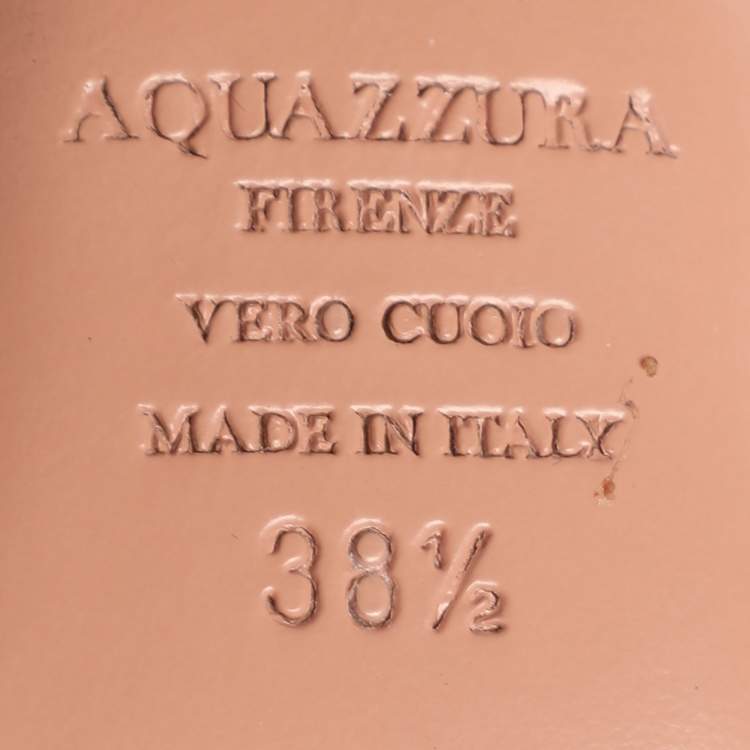 AQUAZZURA
FIRENZE
VERO CUOIO
MADE IN ITALY
38½